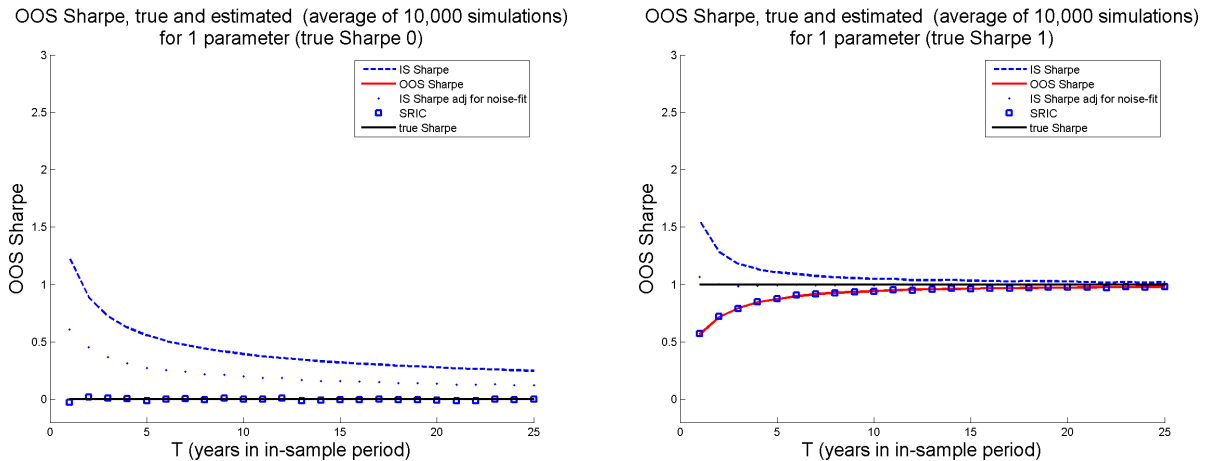 OOS Sharpe, true and estimated  (average of 10,000 simulations)
for 1 parameter (true Sharpe 0)
3
2.5
2
1.5
1
0.5
0
OOS Sharpe
IS Sharpe
OOS Sharpe
IS Sharpe adj for noise-fit
SRIC
true Sharpe
0 5 10 15 20 25
T (years in in-sample period)
OOS Sharpe, true and estimated  (average of 10,000 simulations)
for 1 parameter (true Sharpe 1)
3
2.5
2
1.5
1
0.5
0
OOS Sharpe
IS Sharpe
OOS Sharpe
IS Sharpe adj for noise-fit
SRIC
true Sharpe
0 5 10 15 20 25
T (years in in-sample period)